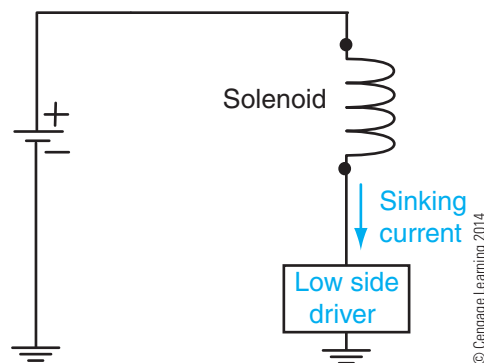 +
Solenoid
−
Sinking
current
Low side
driver
© Cengage Learning 2014